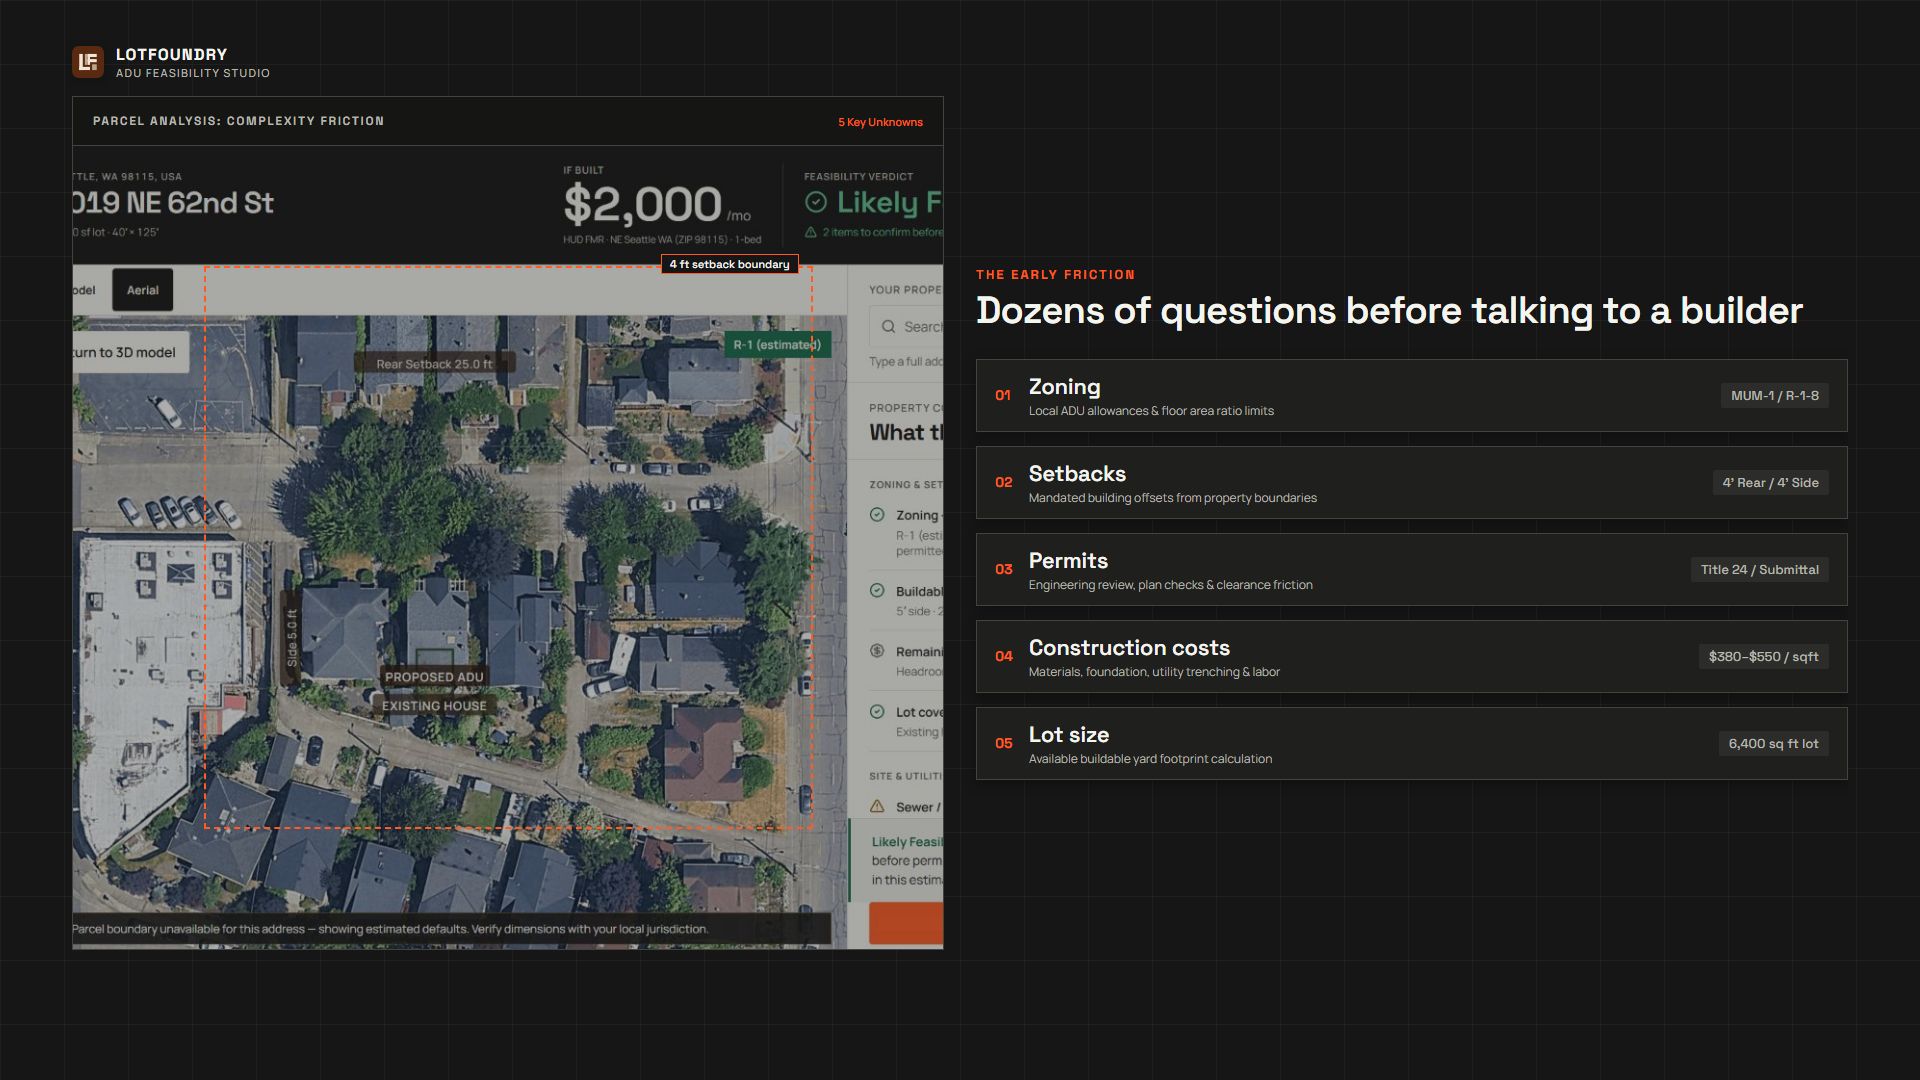 LF
LOTFOUNDRY
ADU FEASIBILITY STUDIO
PARCEL ANALYSIS: COMPLEXITY FRICTION
5 Key Unknowns
TTLE, WA 98115, USA
019 NE 62nd St
0 sf lot · 40' × 125'
IF BUILT
$2,000 /mo
HUD FMR · NE Seattle WA (ZIP 98115) · 1-bed
FEASIBILITY VERDICT
Likely F
2 items to confirm before
4 ft setback boundary
odel
Aerial
urn to 3D model
R-1 (estimated)
Rear Setback 25.0 ft
Side 5.0 ft
PROPOSED ADU
EXISTING HOUSE
Parcel boundary unavailable for this address — showing estimated defaults. Verify dimensions with your local jurisdiction.
YOUR PROPE
Search
Type a full add
PROPERTY CO
What th
ZONING & SET
Zoning
R-1 (esti
permitte
Buildabl
5' side · 2
Remaini
Headroo
Lot cove
Existing
SITE & UTILITI
Sewer /
Likely Feasi
before perm
in this estim
THE EARLY FRICTION
Dozens of questions before talking to a builder
01
Zoning
Local ADU allowances & floor area ratio limits
MUM-1 / R-1-8
02
Setbacks
Mandated building offsets from property boundaries
4' Rear / 4' Side
03
Permits
Engineering review, plan checks & clearance friction
Title 24 / Submittal
04
Construction costs
Materials, foundation, utility trenching & labor
$380–$550 / sqft
05
Lot size
Available buildable yard footprint calculation
6,400 sq ft lot